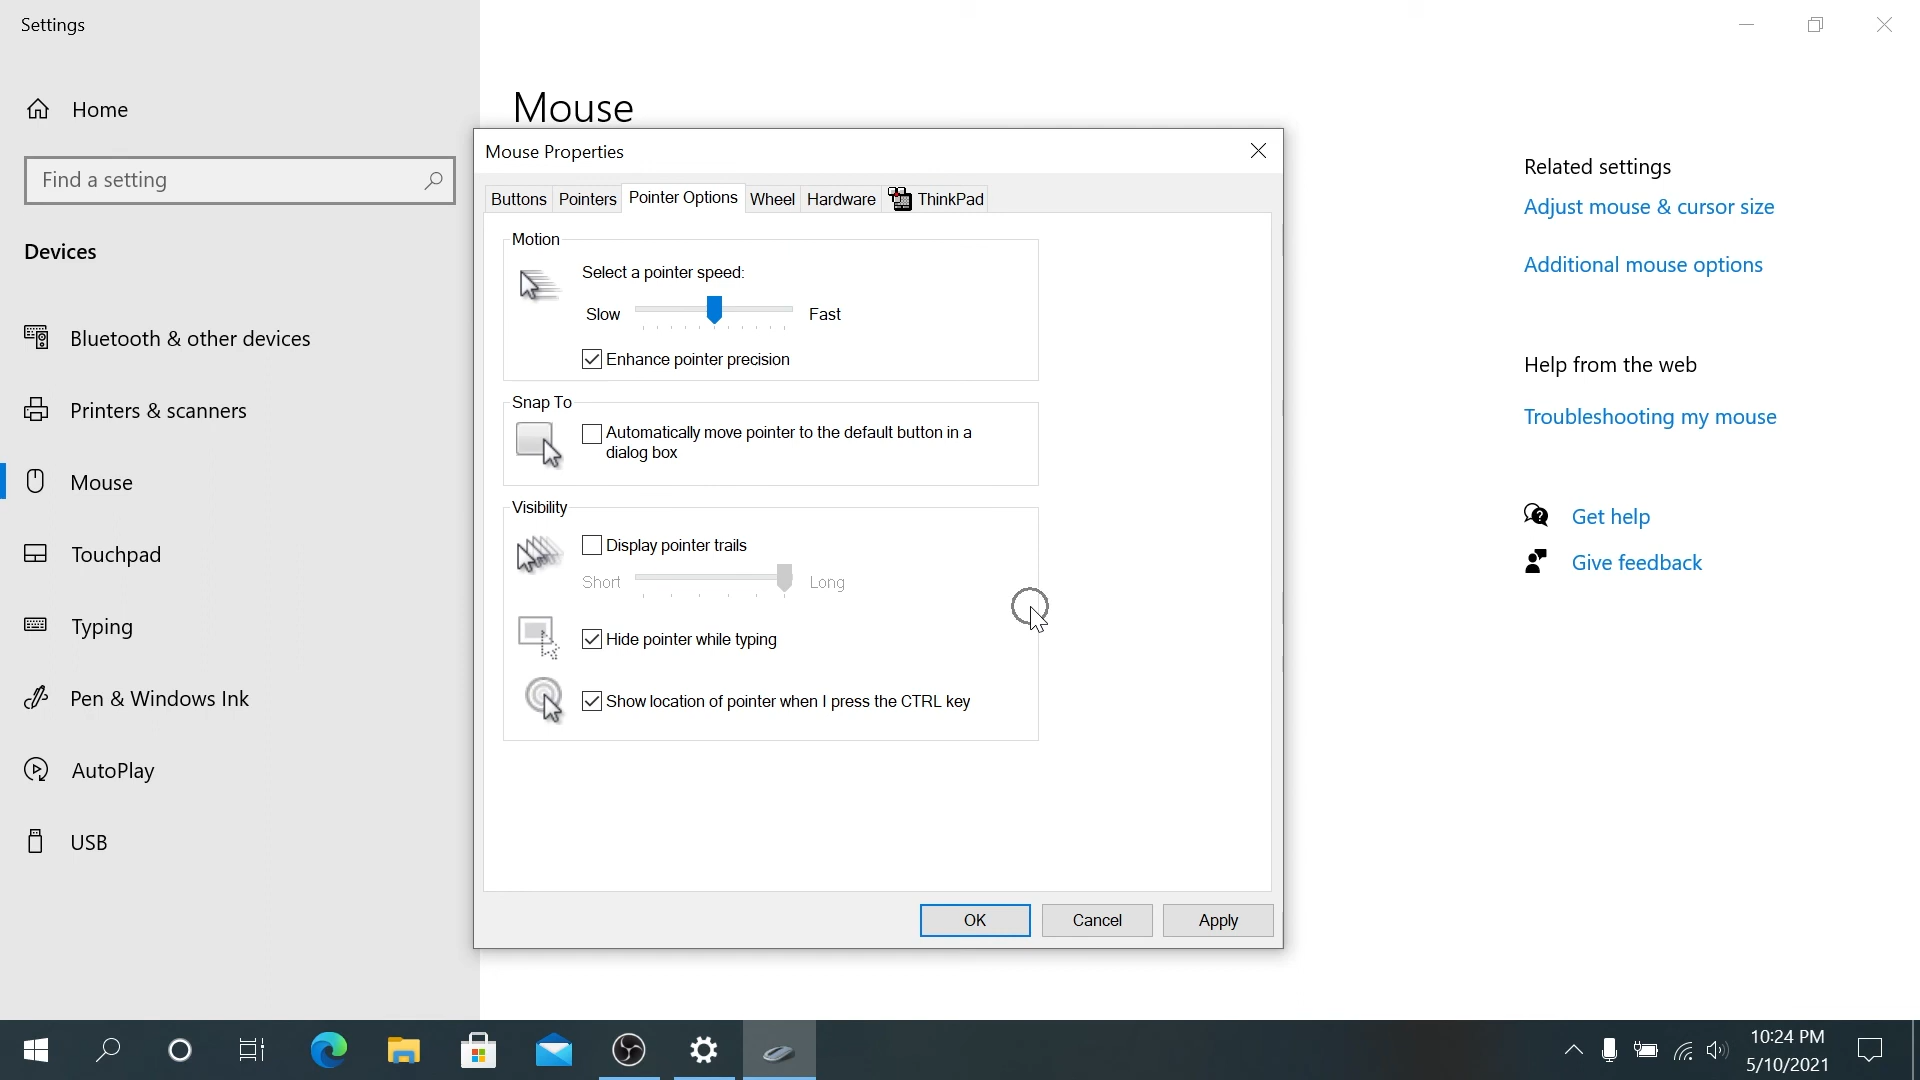 Settings
Home
Find a setting
Devices
Bluetooth & other devices
Printers & scanners
Mouse
Touchpad
Typing
Pen & Windows Ink
AutoPlay
USB
Mouse
Mouse Properties
Buttons Pointers Pointer Options Wheel Hardware ThinkPad
Motion
Select a pointer speed:
Slow Fast
Enhance pointer precision
Snap To
Automatically move pointer to the default button in a
dialog box
Visibility
Display pointer trails
Short Long
Hide pointer while typing
Show location of pointer when I press the CTRL key
OK Cancel Apply
Related settings
Adjust mouse & cursor size
Additional mouse options
Help from the web
Troubleshooting my mouse
Get help
Give feedback
10:24 PM
5/10/2021